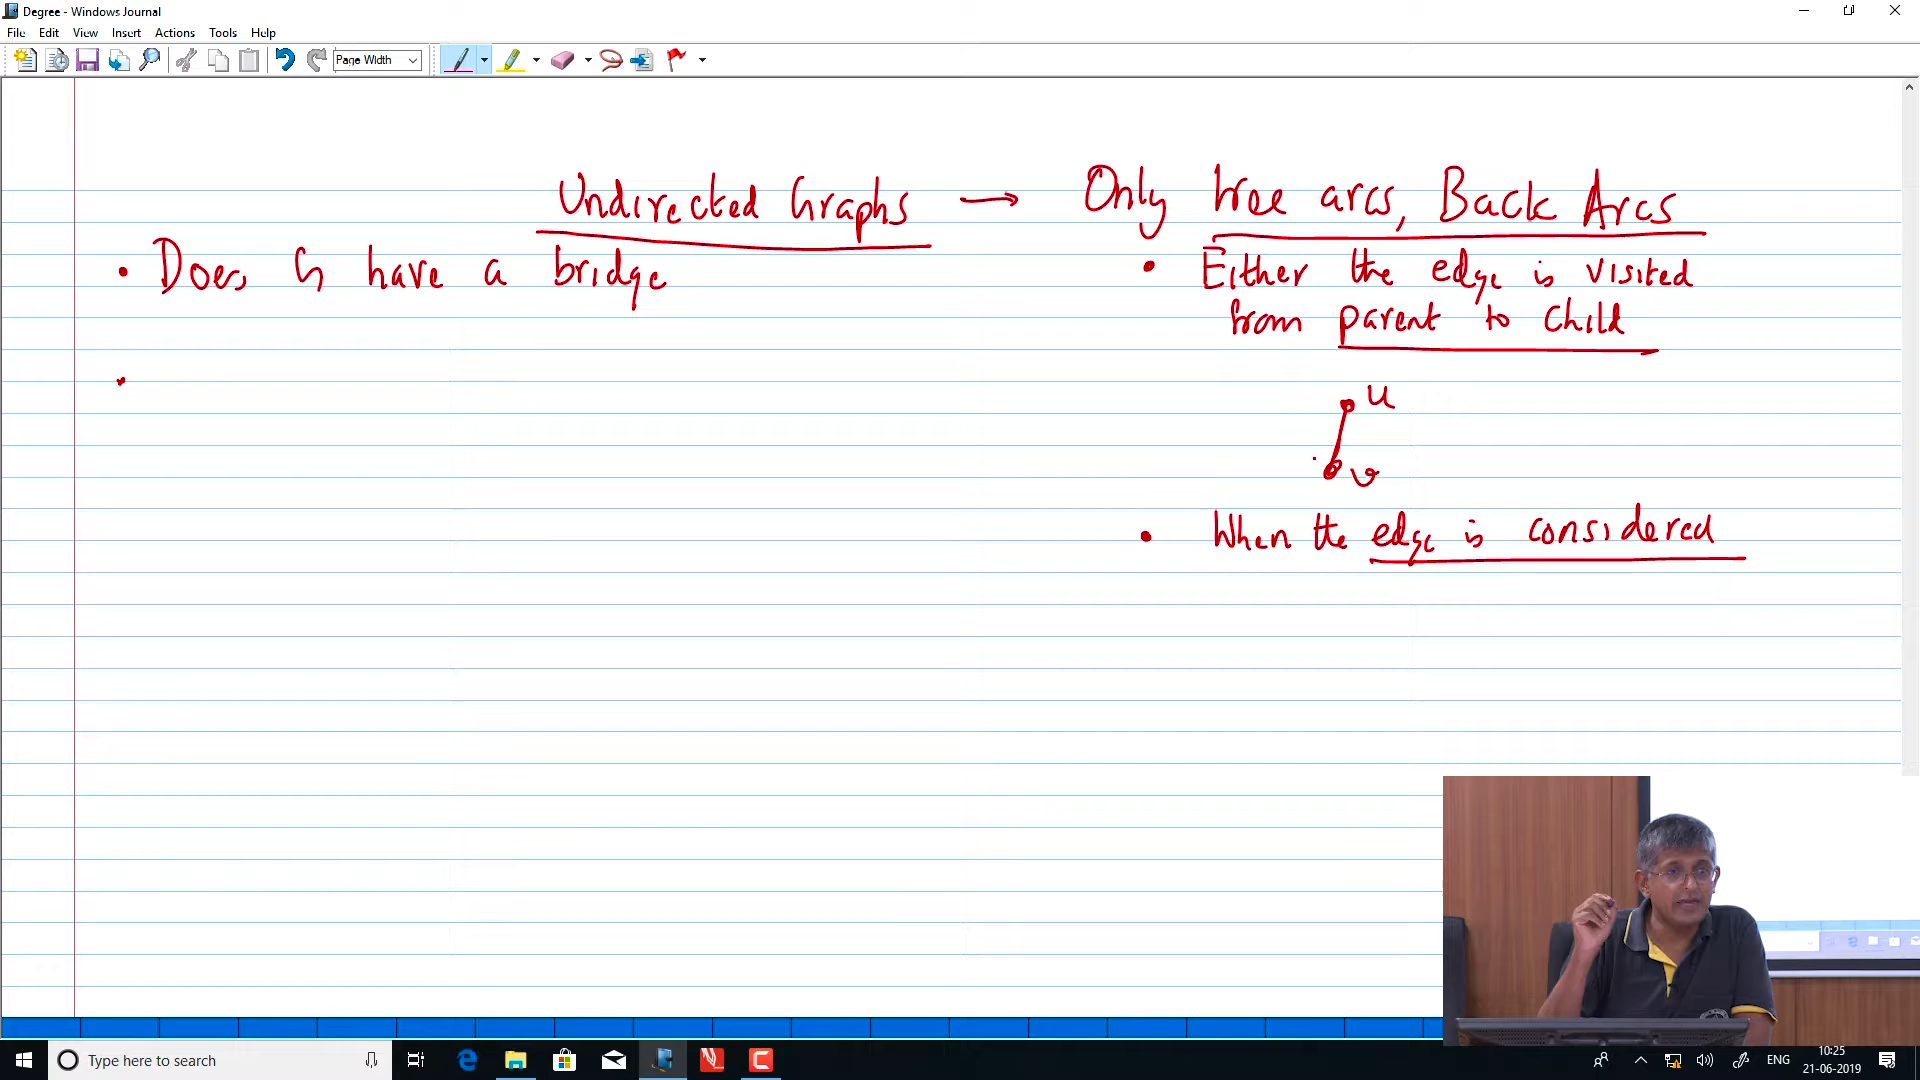 Degree - Windows Journal
File Edit View Insert Actions Tools Help
Page Width
Undirected Graphs → Only tree arcs, Back Arcs
• Does G have a bridge
• Either the edge is visited
from parent to child
•
u
v
• When the edge is considered
Type here to search
ENG
10:25
21-06-2019